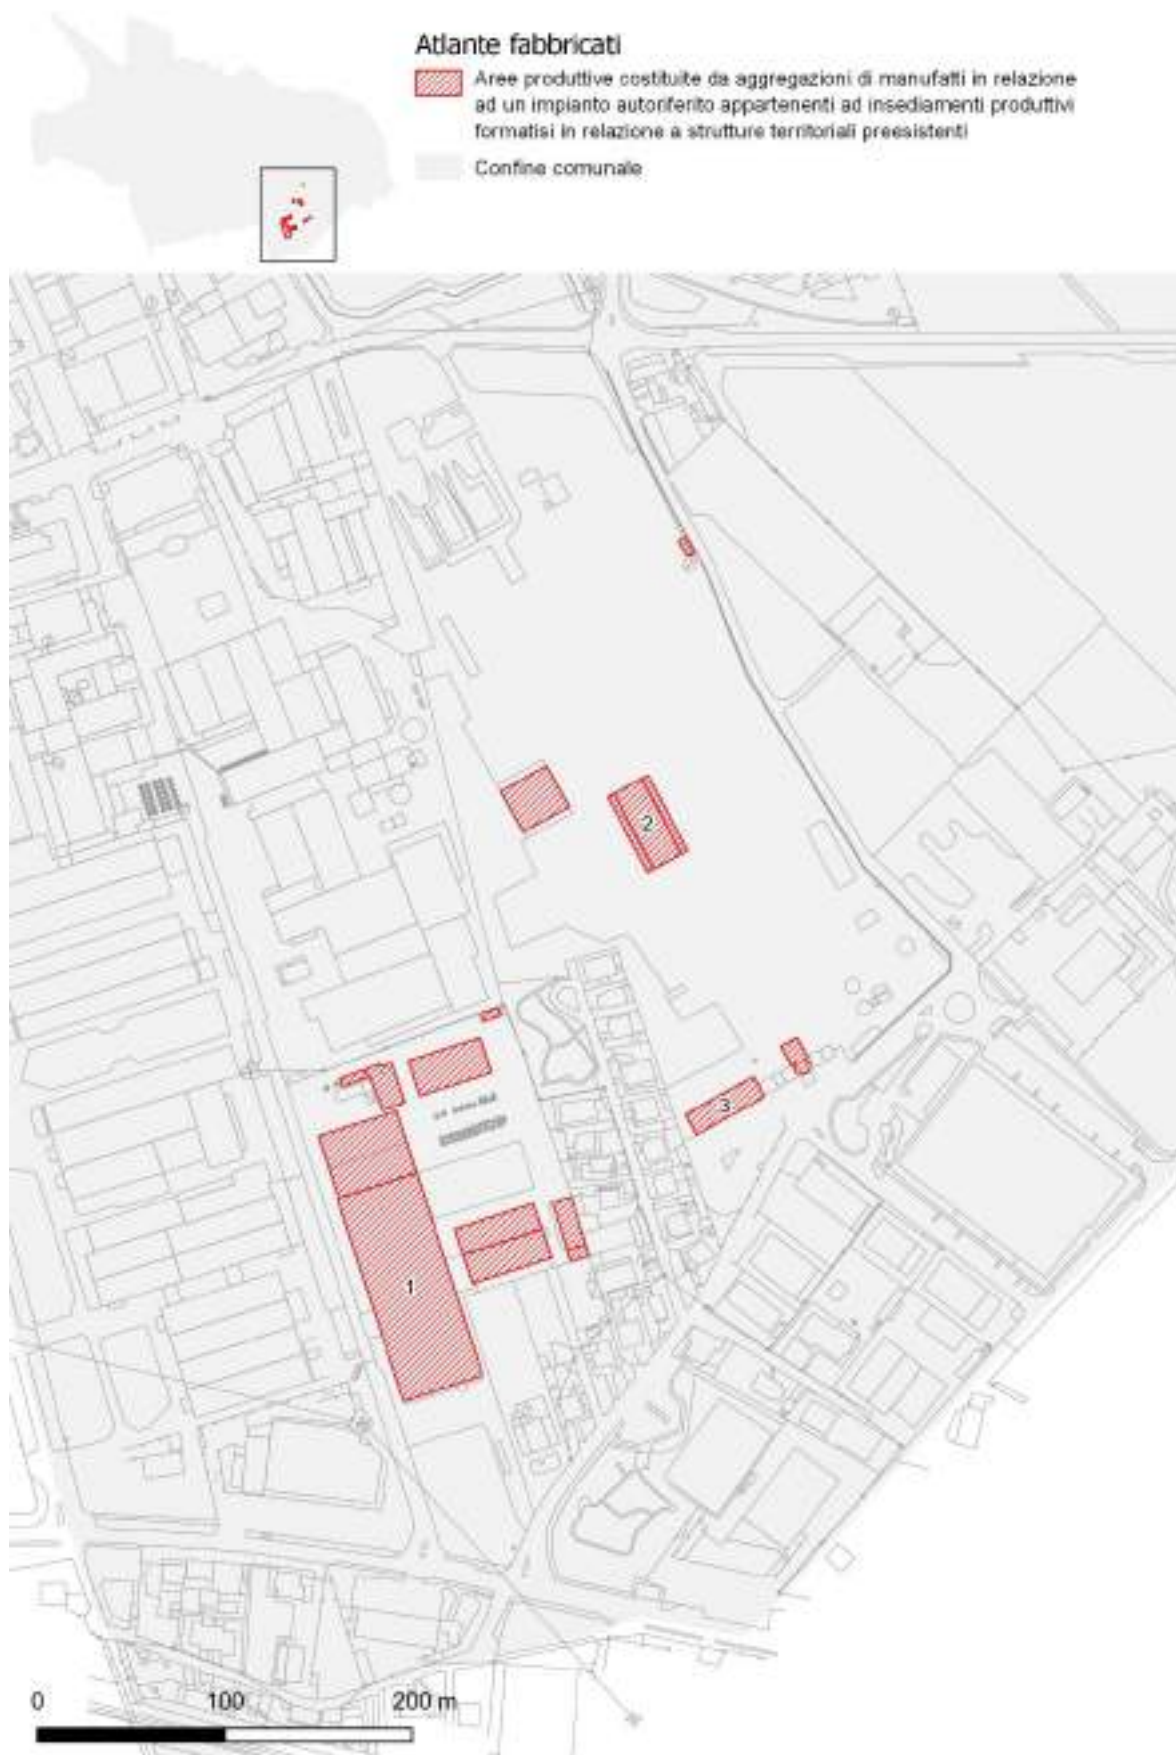 Atlante fabbricati
Aree produttive costituite da aggregazioni di manufatti in relazione
ad un impianto autoriferito appartenenti ad insediamenti produttivi
formatisi in relazione a strutture territoriali preesistenti
Confine comunale
2
3
1
0 100 200 m